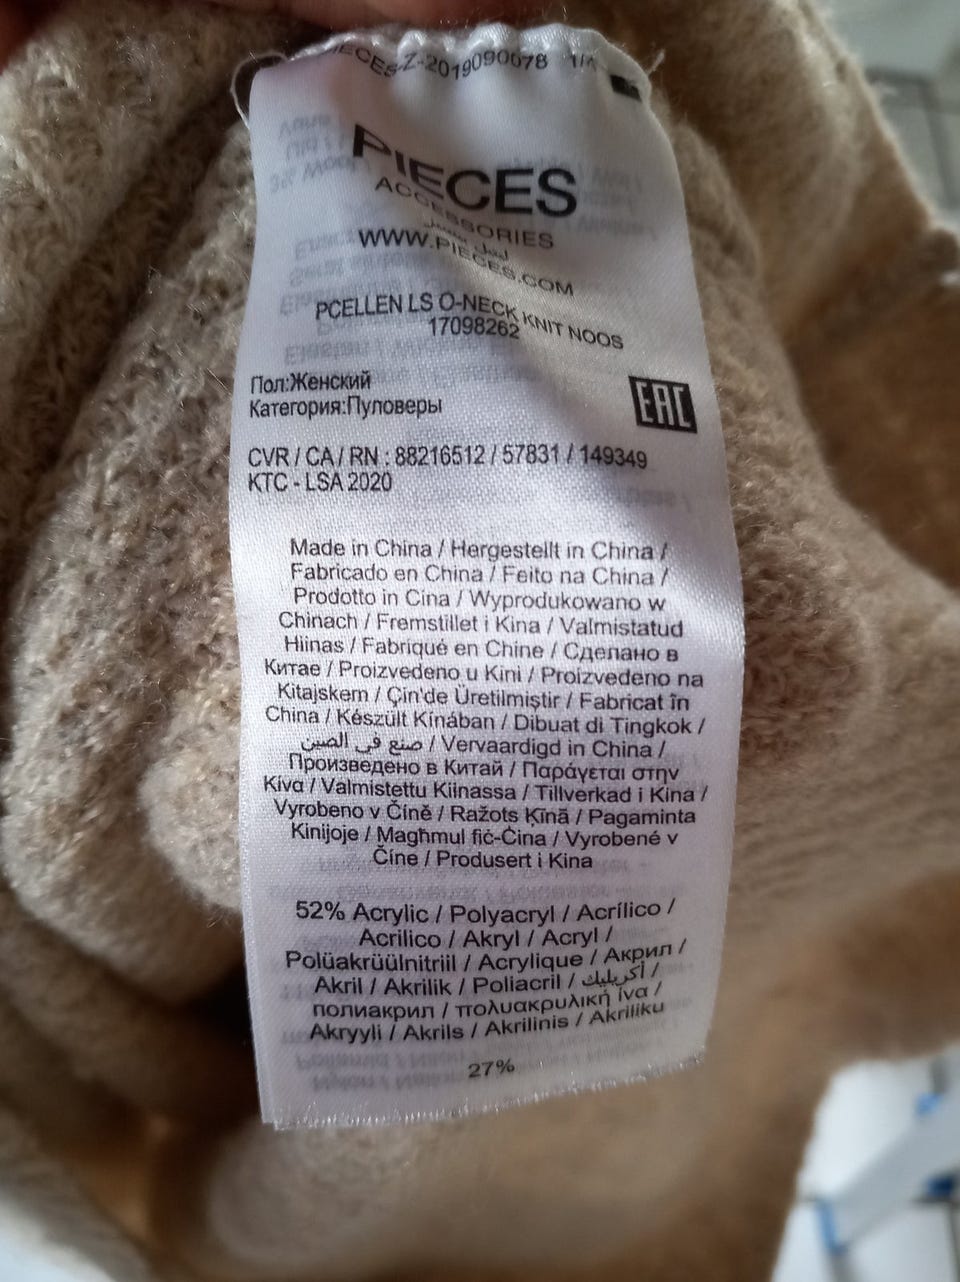 PIECES-Z-2019090078 1/1
PIECES
ACCESSORIES
WWW.PIECES.COM
PCELLEN LS O-NECK KNIT NOOS
17098262
Пол:Женский
Категория:Пуловеры
EAC
CVR / CA / RN : 88216512 / 57831 / 149349
KTC - LSA 2020
Made in China / Hergestellt in China /
Fabricado en China / Feito na China /
Prodotto in Cina / Wyprodukowano w
Chinach / Fremstillet i Kina / Valmistatud
Hiinas / Fabriqué en Chine / Сделано в
Китае / Proizvedeno u Kini / Proizvedeno na
Kitajskem / Çin'de Üretilmiştir / Fabricat în
China / Készült Kínában / Dibuat di Tingkok /
صنع في الصين / Vervaardigd in China /
Произведено в Китай / Παράγεται στην
Κίνα / Valmistettu Kiinassa / Tillverkad i Kina /
Vyrobeno v Číně / Ražots Ķīnā / Pagaminta
Kinijoje / Magħmul fiċ-Ċina / Vyrobené v
Číne / Produsert i Kina
52% Acrylic / Polyacryl / Acrílico /
Acrilico / Akryl / Acryl /
Polüakrüülnitriil / Acrylique / Акрил /
Akril / Akrilik / Poliacril / أكريليك /
полиакрил / πολυακρυλική ίνα /
Akryyli / Akrils / Akrilinis / Akriliku
27%